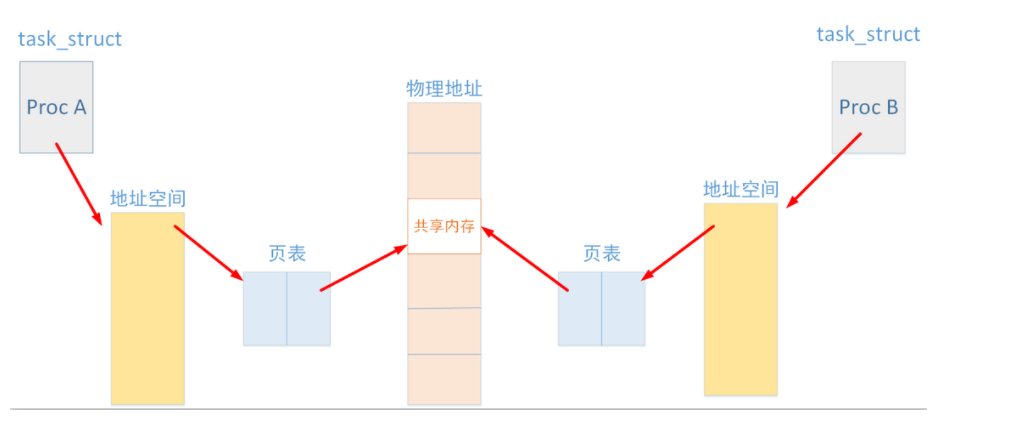 task_struct
Proc A
地址空间
页表
物理地址
共享内存
页表
地址空间
task_struct
Proc B